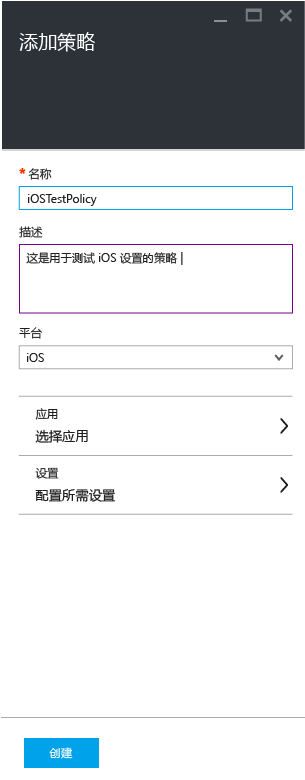 添加策略
* 名称
iOSTestPolicy
描述
这是用于测试 iOS 设置的策略
平台
iOS
应用
选择应用
设置
配置所需设置
创建